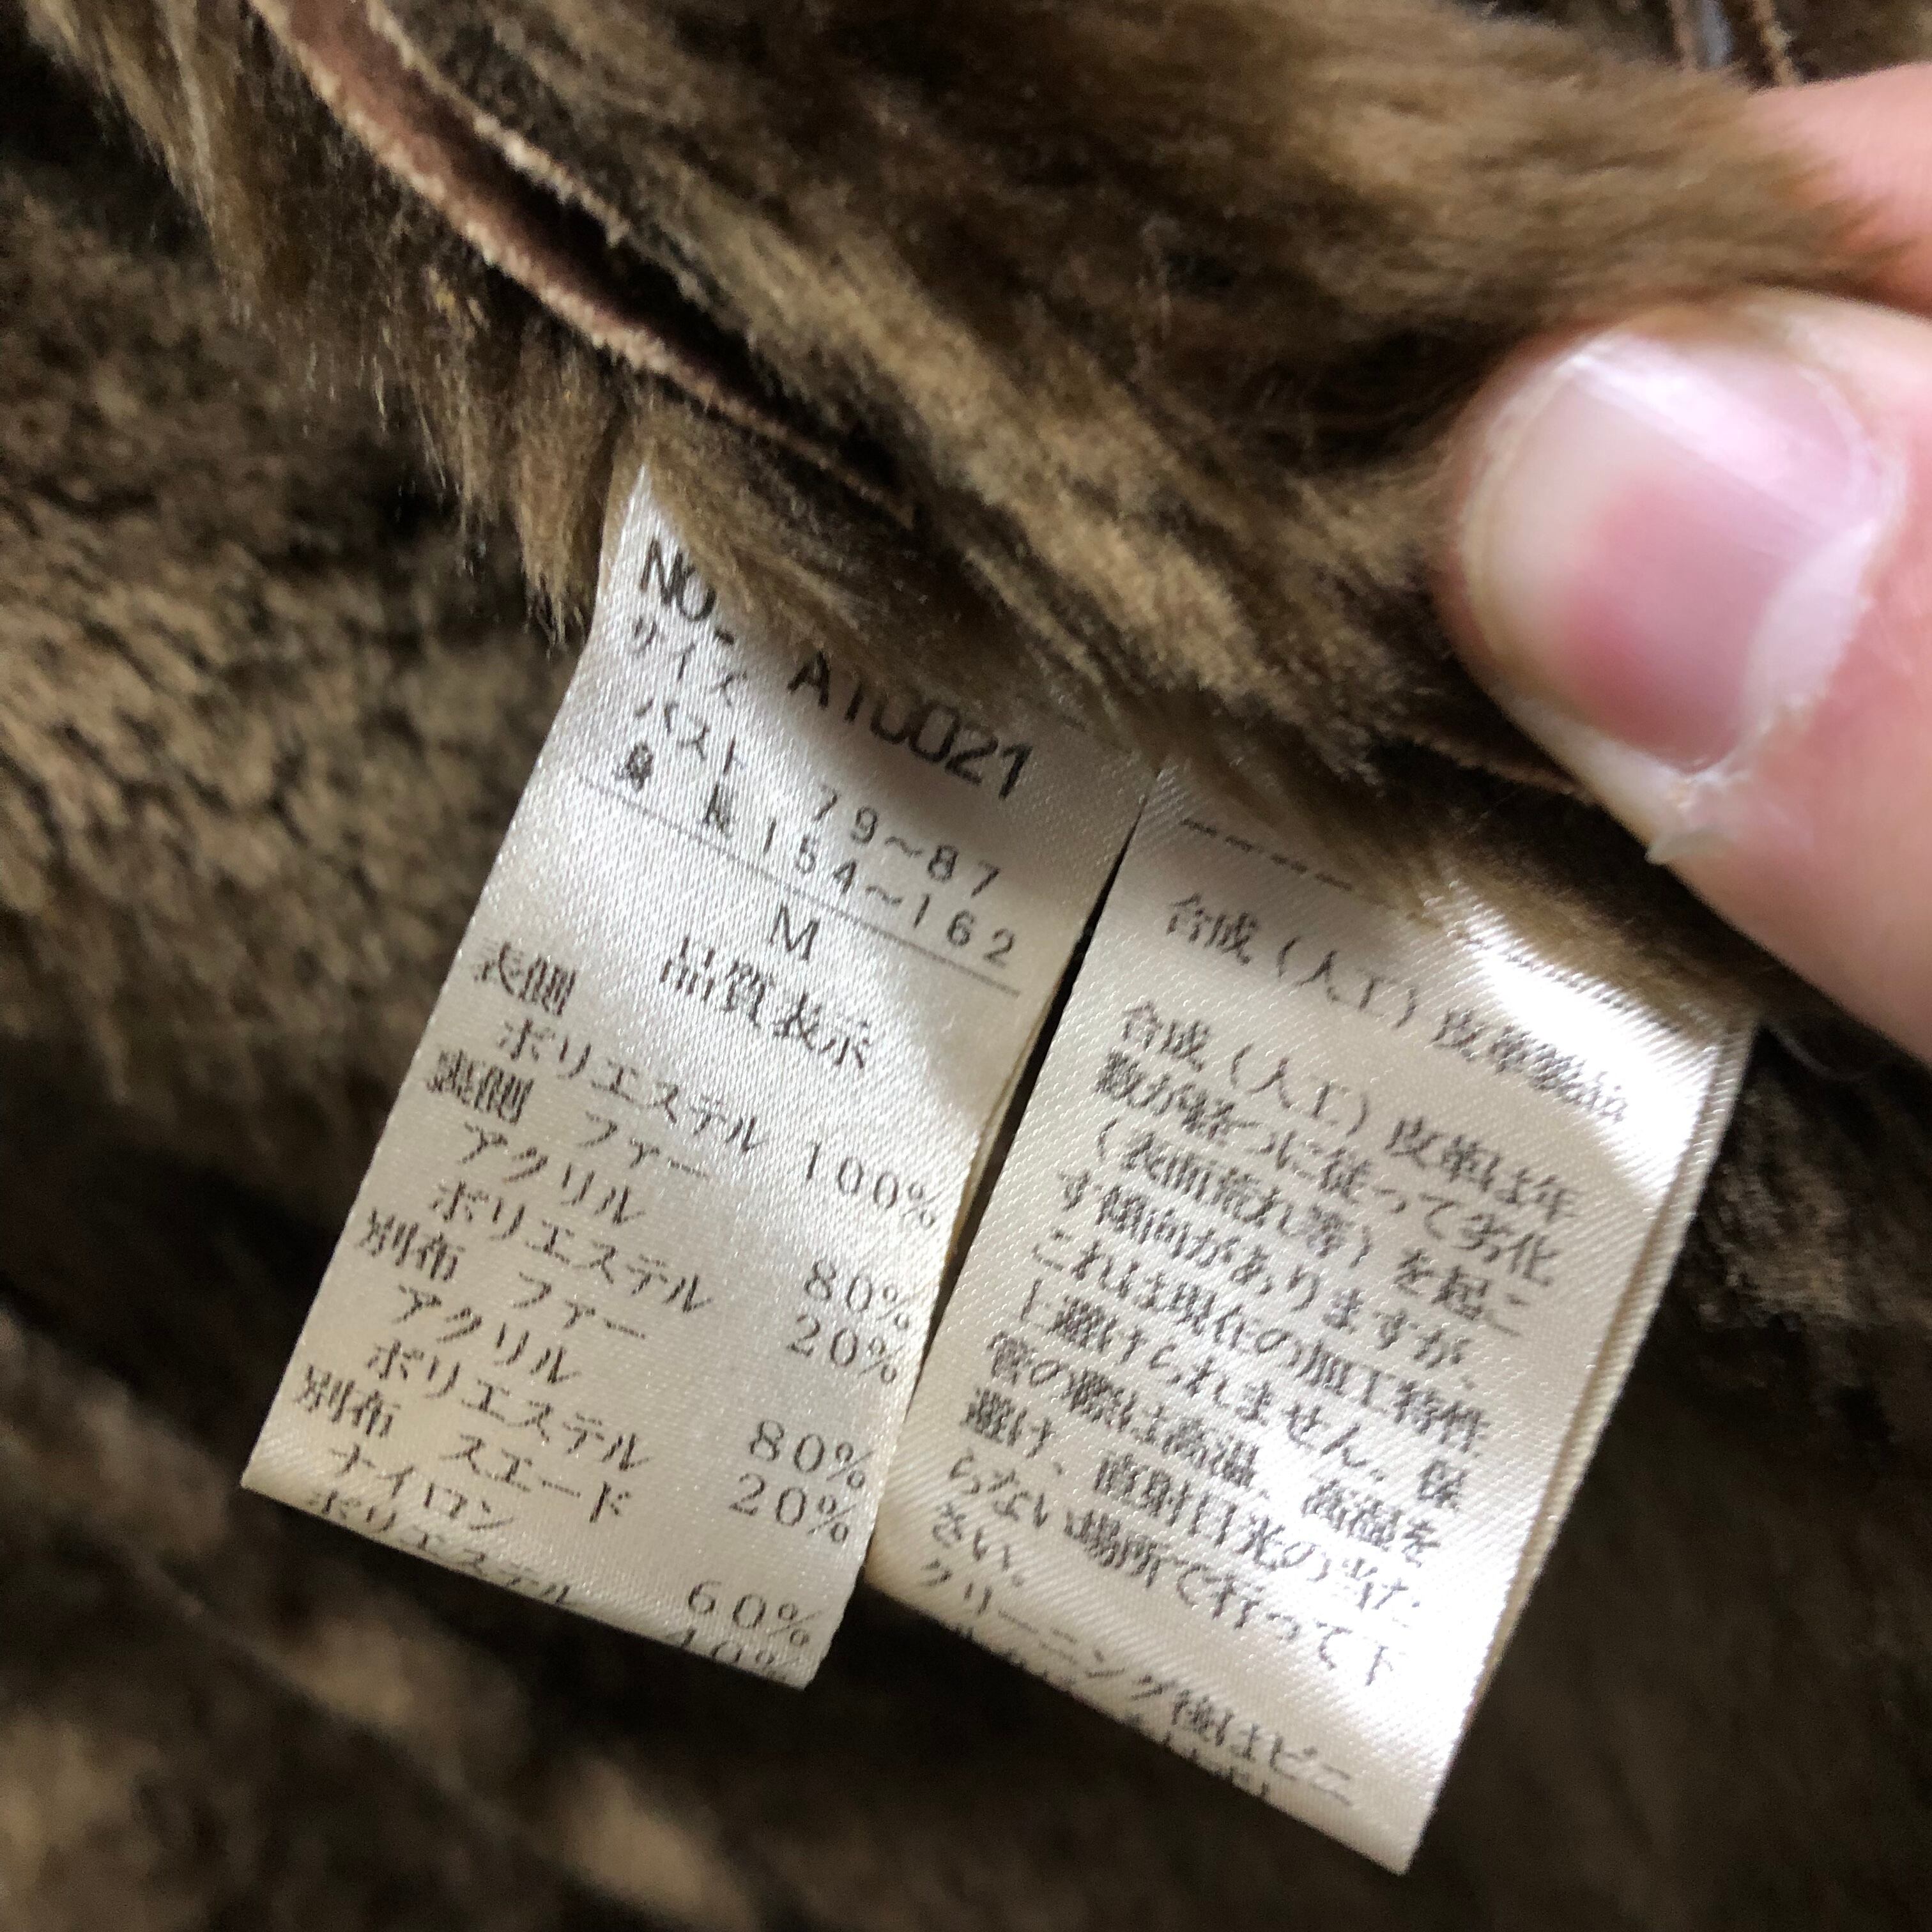 NO. A10021
サイズ
バスト 79~87
身長 154~162
M
品質表示
表側
ポリエステル 100%
裏側 ファー
アクリル 80%
ポリエステル 20%
別布 ファー
アクリル 80%
ポリエステル 20%
別布 スエード
ナイロン 60%
ポリエステル 40%
合成(人工)皮革製品
合成(人工)皮革は年
数が経つに従って劣化
(表面荒れ等)を起こ
す傾向がありますが、
これは現在の加工特性
上避けられません。保
管の際は高温、高湿を
避け、直射日光の当た
らない場所で行って下
さい。
クリーニング後はビニ